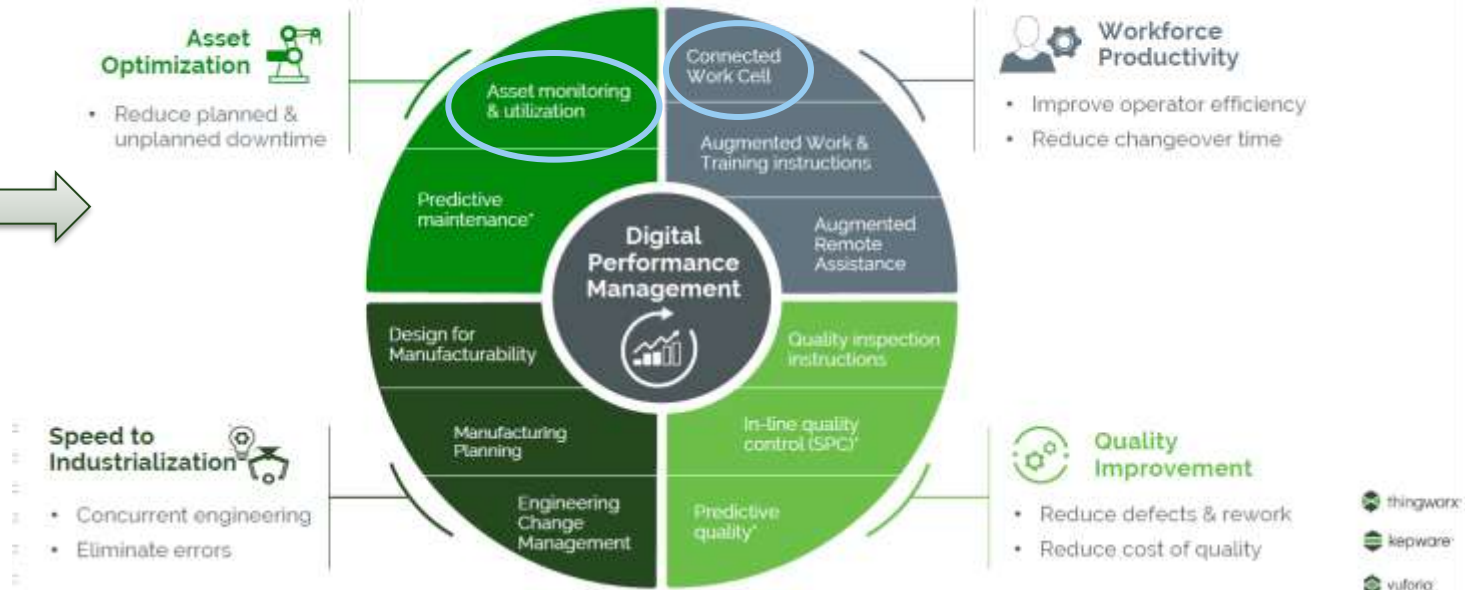 Asset
Optimization
• Reduce planned &
unplanned downtime
Asset monitoring
& utilization
Predictive
maintenance*
Connected
Work Cell
Augmented Work &
Training instructions
Augmented
Remote
Assistance
Workforce
Productivity
• Improve operator efficiency
• Reduce changeover time
Digital
Performance
Management
Design for
Manufacturability
Manufacturing
Planning
Engineering
Change
Management
Quality inspection
instructions
In-line quality
control (SPC)*
Predictive
quality*
Speed to
Industrialization
• Concurrent engineering
• Eliminate errors
Quality
Improvement
• Reduce defects & rework
• Reduce cost of quality
thingworx
kepware
vuforia